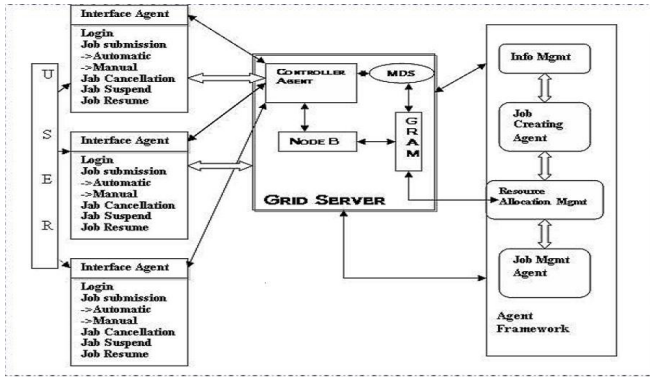 U
S
E
R
Interface Agent
Login
Job submission
->Automatic
->Manual
Jab Cancellation
Jab Suspend
Job Resume
Interface Agent
Login
Job submission
->Automatic
->Manual
Jab Cancellation
Jab Suspend
Job Resume
Interface Agent
Login
Job submission
->Automatic
->Manual
Jab Cancellation
Jab Suspend
Job Resume
CONTROLLER
AGENT
MDS
NODE B
GRAM
GRID SERVER
Info Mgmt
Job
Creating
Agent
Resource
Allocation Mgmt
Job Mgmt
Agent
Agent
Framework